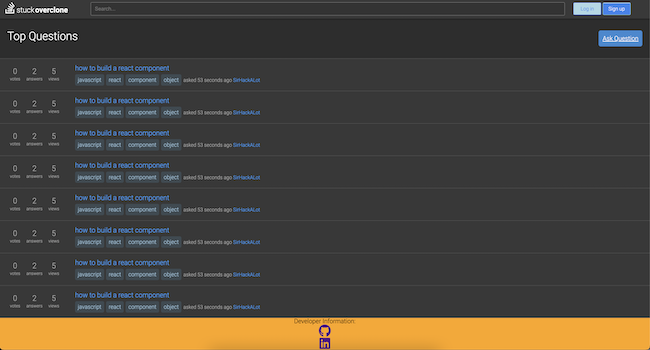 stuckoverclone
Search...
Log in
Sign up
Top Questions
Ask Question
0 2 5
votes answers views
how to build a react component
javascript react component object asked 53 seconds ago SirHackALot
0 2 5
votes answers views
how to build a react component
javascript react component object asked 53 seconds ago SirHackALot
0 2 5
votes answers views
how to build a react component
javascript react component object asked 53 seconds ago SirHackALot
0 2 5
votes answers views
how to build a react component
javascript react component object asked 53 seconds ago SirHackALot
0 2 5
votes answers views
how to build a react component
javascript react component object asked 53 seconds ago SirHackALot
0 2 5
votes answers views
how to build a react component
javascript react component object asked 53 seconds ago SirHackALot
0 2 5
votes answers views
how to build a react component
javascript react component object asked 53 seconds ago SirHackALot
0 2 5
votes answers views
how to build a react component
javascript react component object asked 53 seconds ago SirHackALot
Developer Information:
in